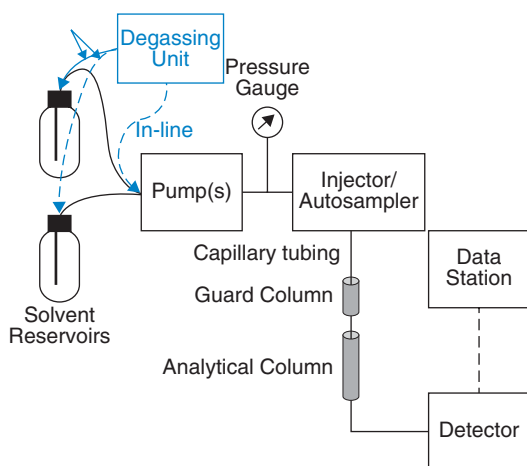 Degassing
Unit
Pressure
Gauge
In-line
Pump(s)
Injector/
Autosampler
Capillary tubing
Guard Column
Data
Station
Solvent
Reservoirs
Analytical Column
Detector